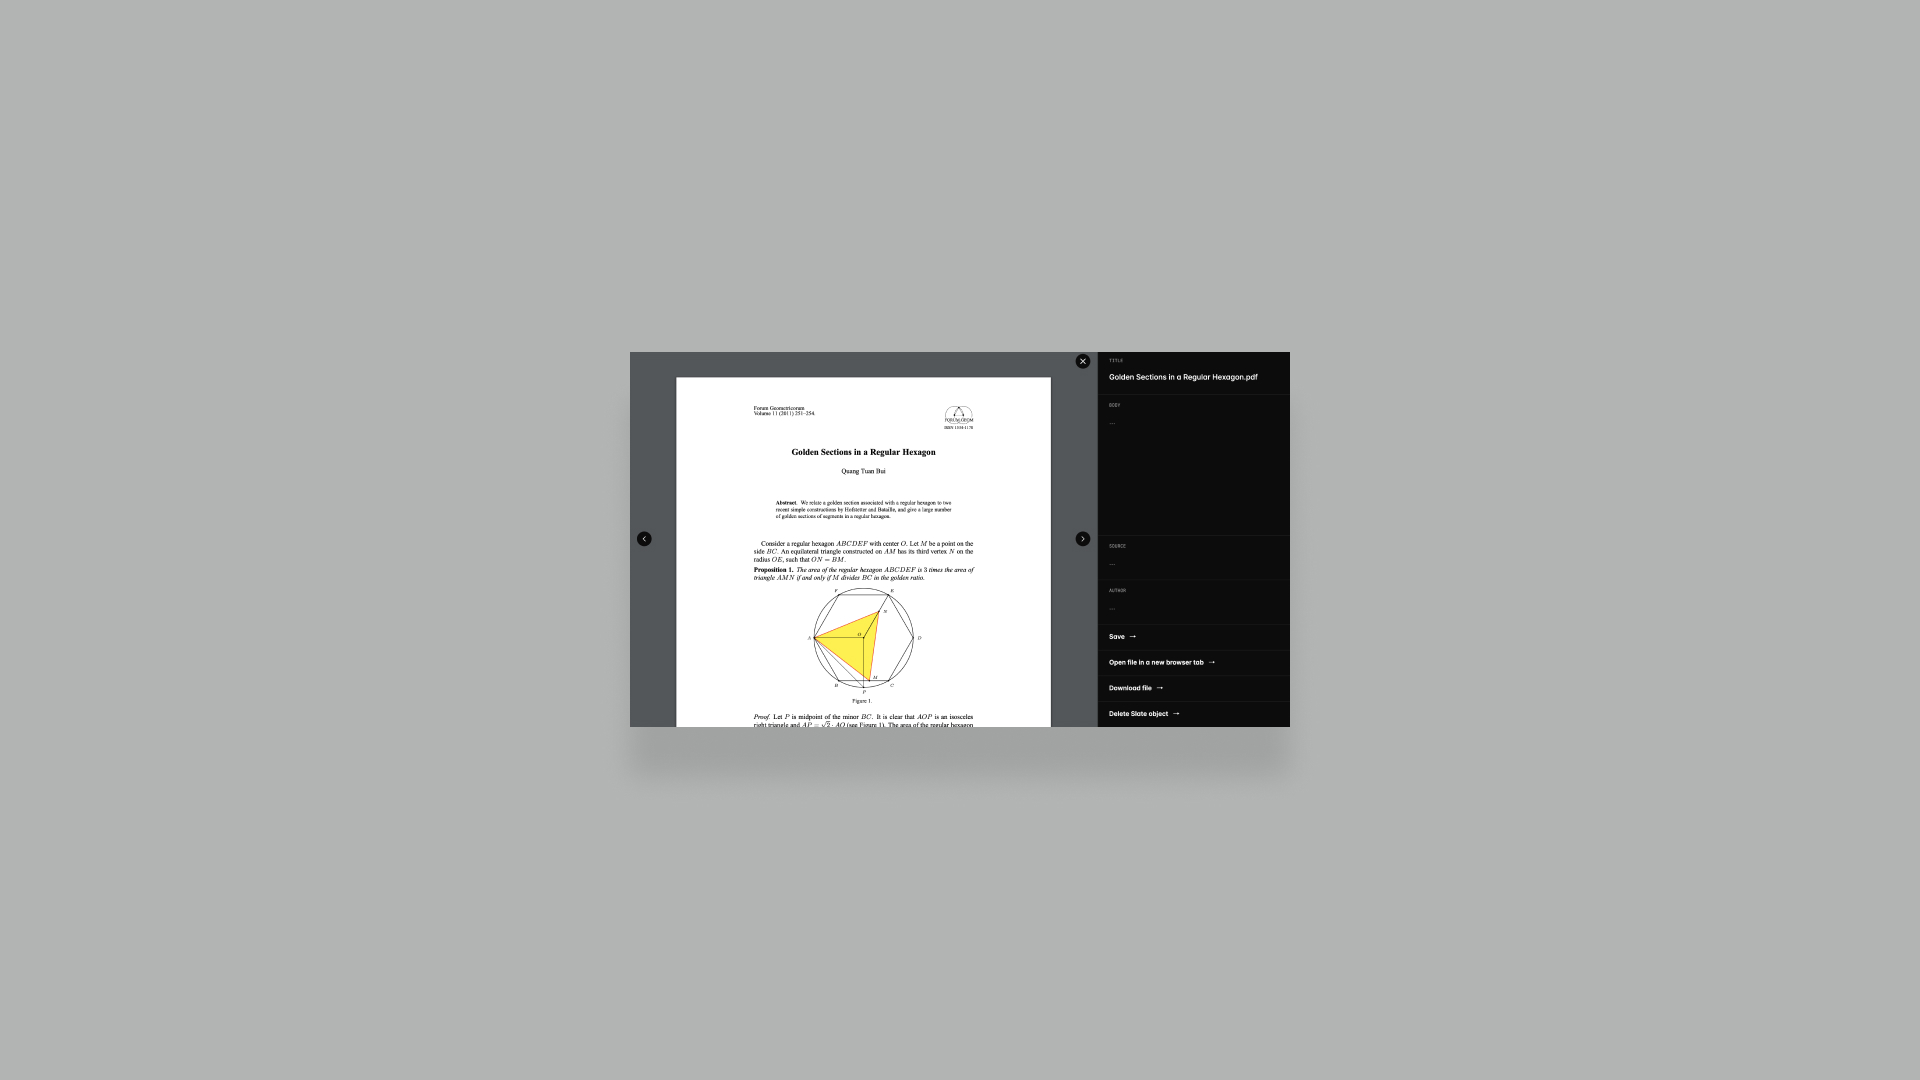 Forum Geometricorum
Volume 11 (2011) 251–254.
FORUM GEOM
ISSN 1534-1178
Golden Sections in a Regular Hexagon
Quang Tuan Bui
Abstract. We relate a golden section associated with a regular hexagon to two
recent simple constructions by Hofstetter and Bataille, and give a large number
of golden sections of segments in a regular hexagon.
Consider a regular hexagon ABCDEF with center O. Let M be a point on the
side BC. An equilateral triangle constructed on AM has its third vertex N on the
radius OE, such that ON = BM.
Proposition 1. The area of the regular hexagon ABCDEF is 3 times the area of
triangle AMN if and only if M divides BC in the golden ratio.
F
E
N
O
A
D
M
B
C
P
Figure 1.
Proof. Let P is midpoint of the minor BC. It is clear that AOP is an isosceles
right triangle and AP = √2 · AO (see Figure 1). The area of the regular hexagon
TITLE
Golden Sections in a Regular Hexagon.pdf
BODY
—
SOURCE
—
AUTHOR
—
Save →
Open file in a new browser tab →
Download file →
Delete Slate object →